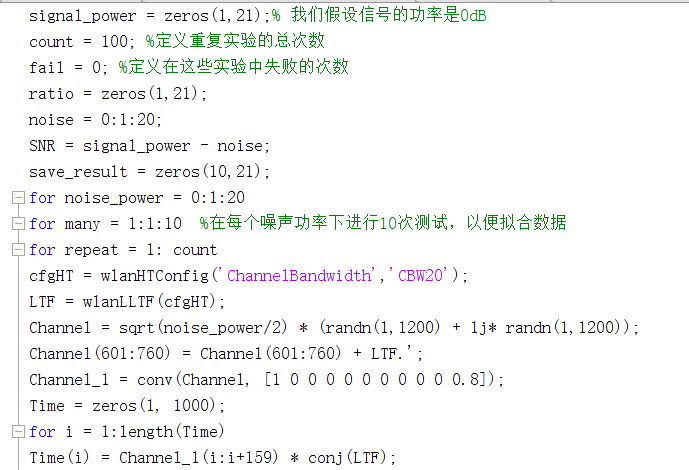 signal_power = zeros(1,21);% 我们假设信号的功率是0dB
count = 100; %定义重复实验的总次数
fail = 0; %定义在这些实验中失败的次数
ratio = zeros(1,21);
noise = 0:1:20;
SNR = signal_power - noise;
save_result = zeros(10,21);
for noise_power = 0:1:20
for many = 1:1:10  %在每个噪声功率下进行10次测试，以便拟合数据
for repeat = 1: count
cfgHT = wlanHTConfig('ChannelBandwidth','CBW20');
LTF = wlanLLTF(cfgHT);
Channel = sqrt(noise_power/2) * (randn(1,1200) + 1j* randn(1,1200));
Channel(601:760) = Channel(601:760) + LTF.';
Channel_1 = conv(Channel, [1 0 0 0 0 0 0 0 0 0 0.8]);
Time = zeros(1, 1000);
for i = 1:length(Time)
Time(i) = Channel_1(i:i+159) * conj(LTF);